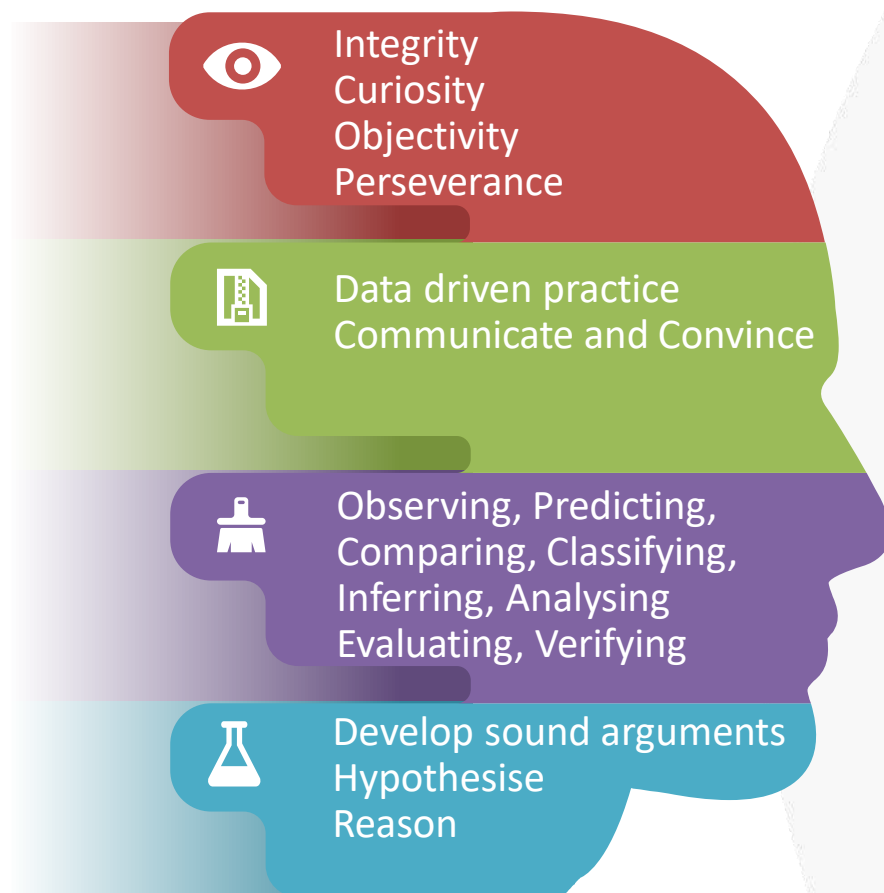 Integrity
Curiosity
Objectivity
Perseverance
Data driven practice
Communicate and Convince
Observing, Predicting,
Comparing, Classifying,
Inferring, Analysing
Evaluating, Verifying
Develop sound arguments
Hypothesise
Reason